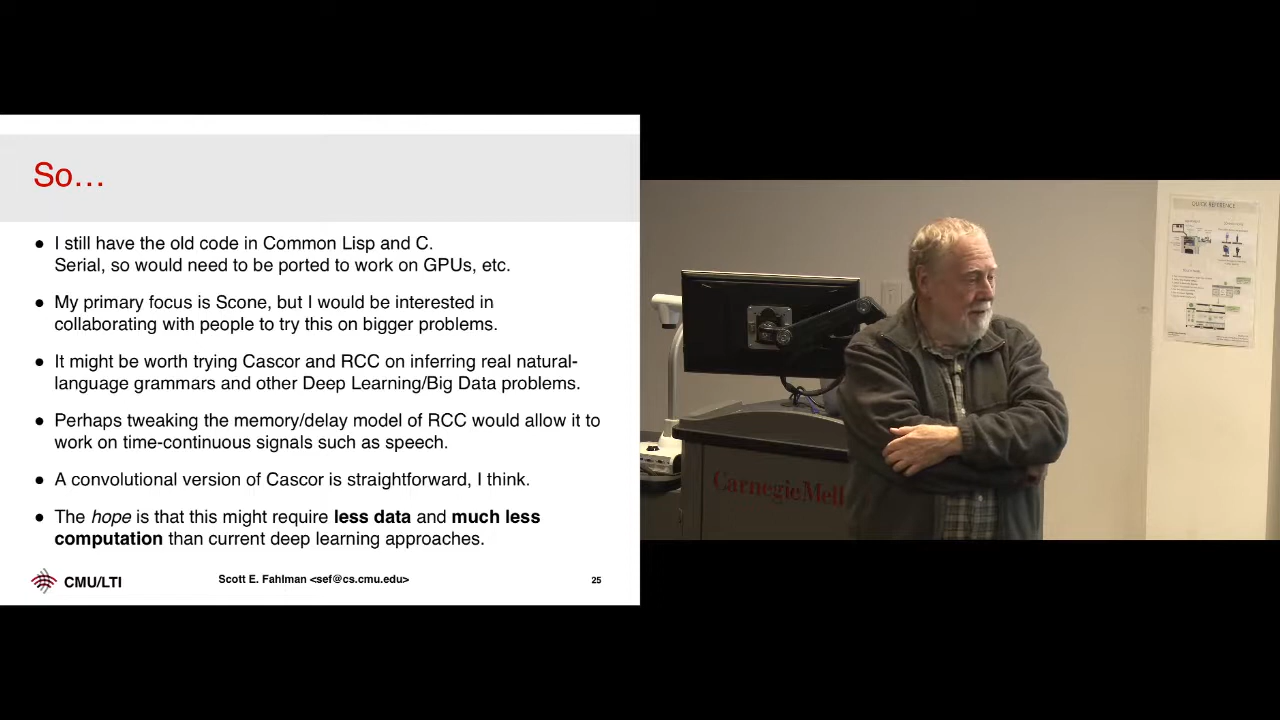 So…
● I still have the old code in Common Lisp and C.
Serial, so would need to be ported to work on GPUs, etc.
● My primary focus is Scone, but I would be interested in
collaborating with people to try this on bigger problems.
● It might be worth trying Cascor and RCC on inferring real natural-
language grammars and other Deep Learning/Big Data problems.
● Perhaps tweaking the memory/delay model of RCC would allow it to
work on time-continuous signals such as speech.
● A convolutional version of Cascor is straightforward, I think.
● The hope is that this might require less data and much less
computation than current deep learning approaches.
CMU/LTI
Scott E. Fahlman <sef@cs.cmu.edu>
25
QUICK REFERENCE
CarnegieMell